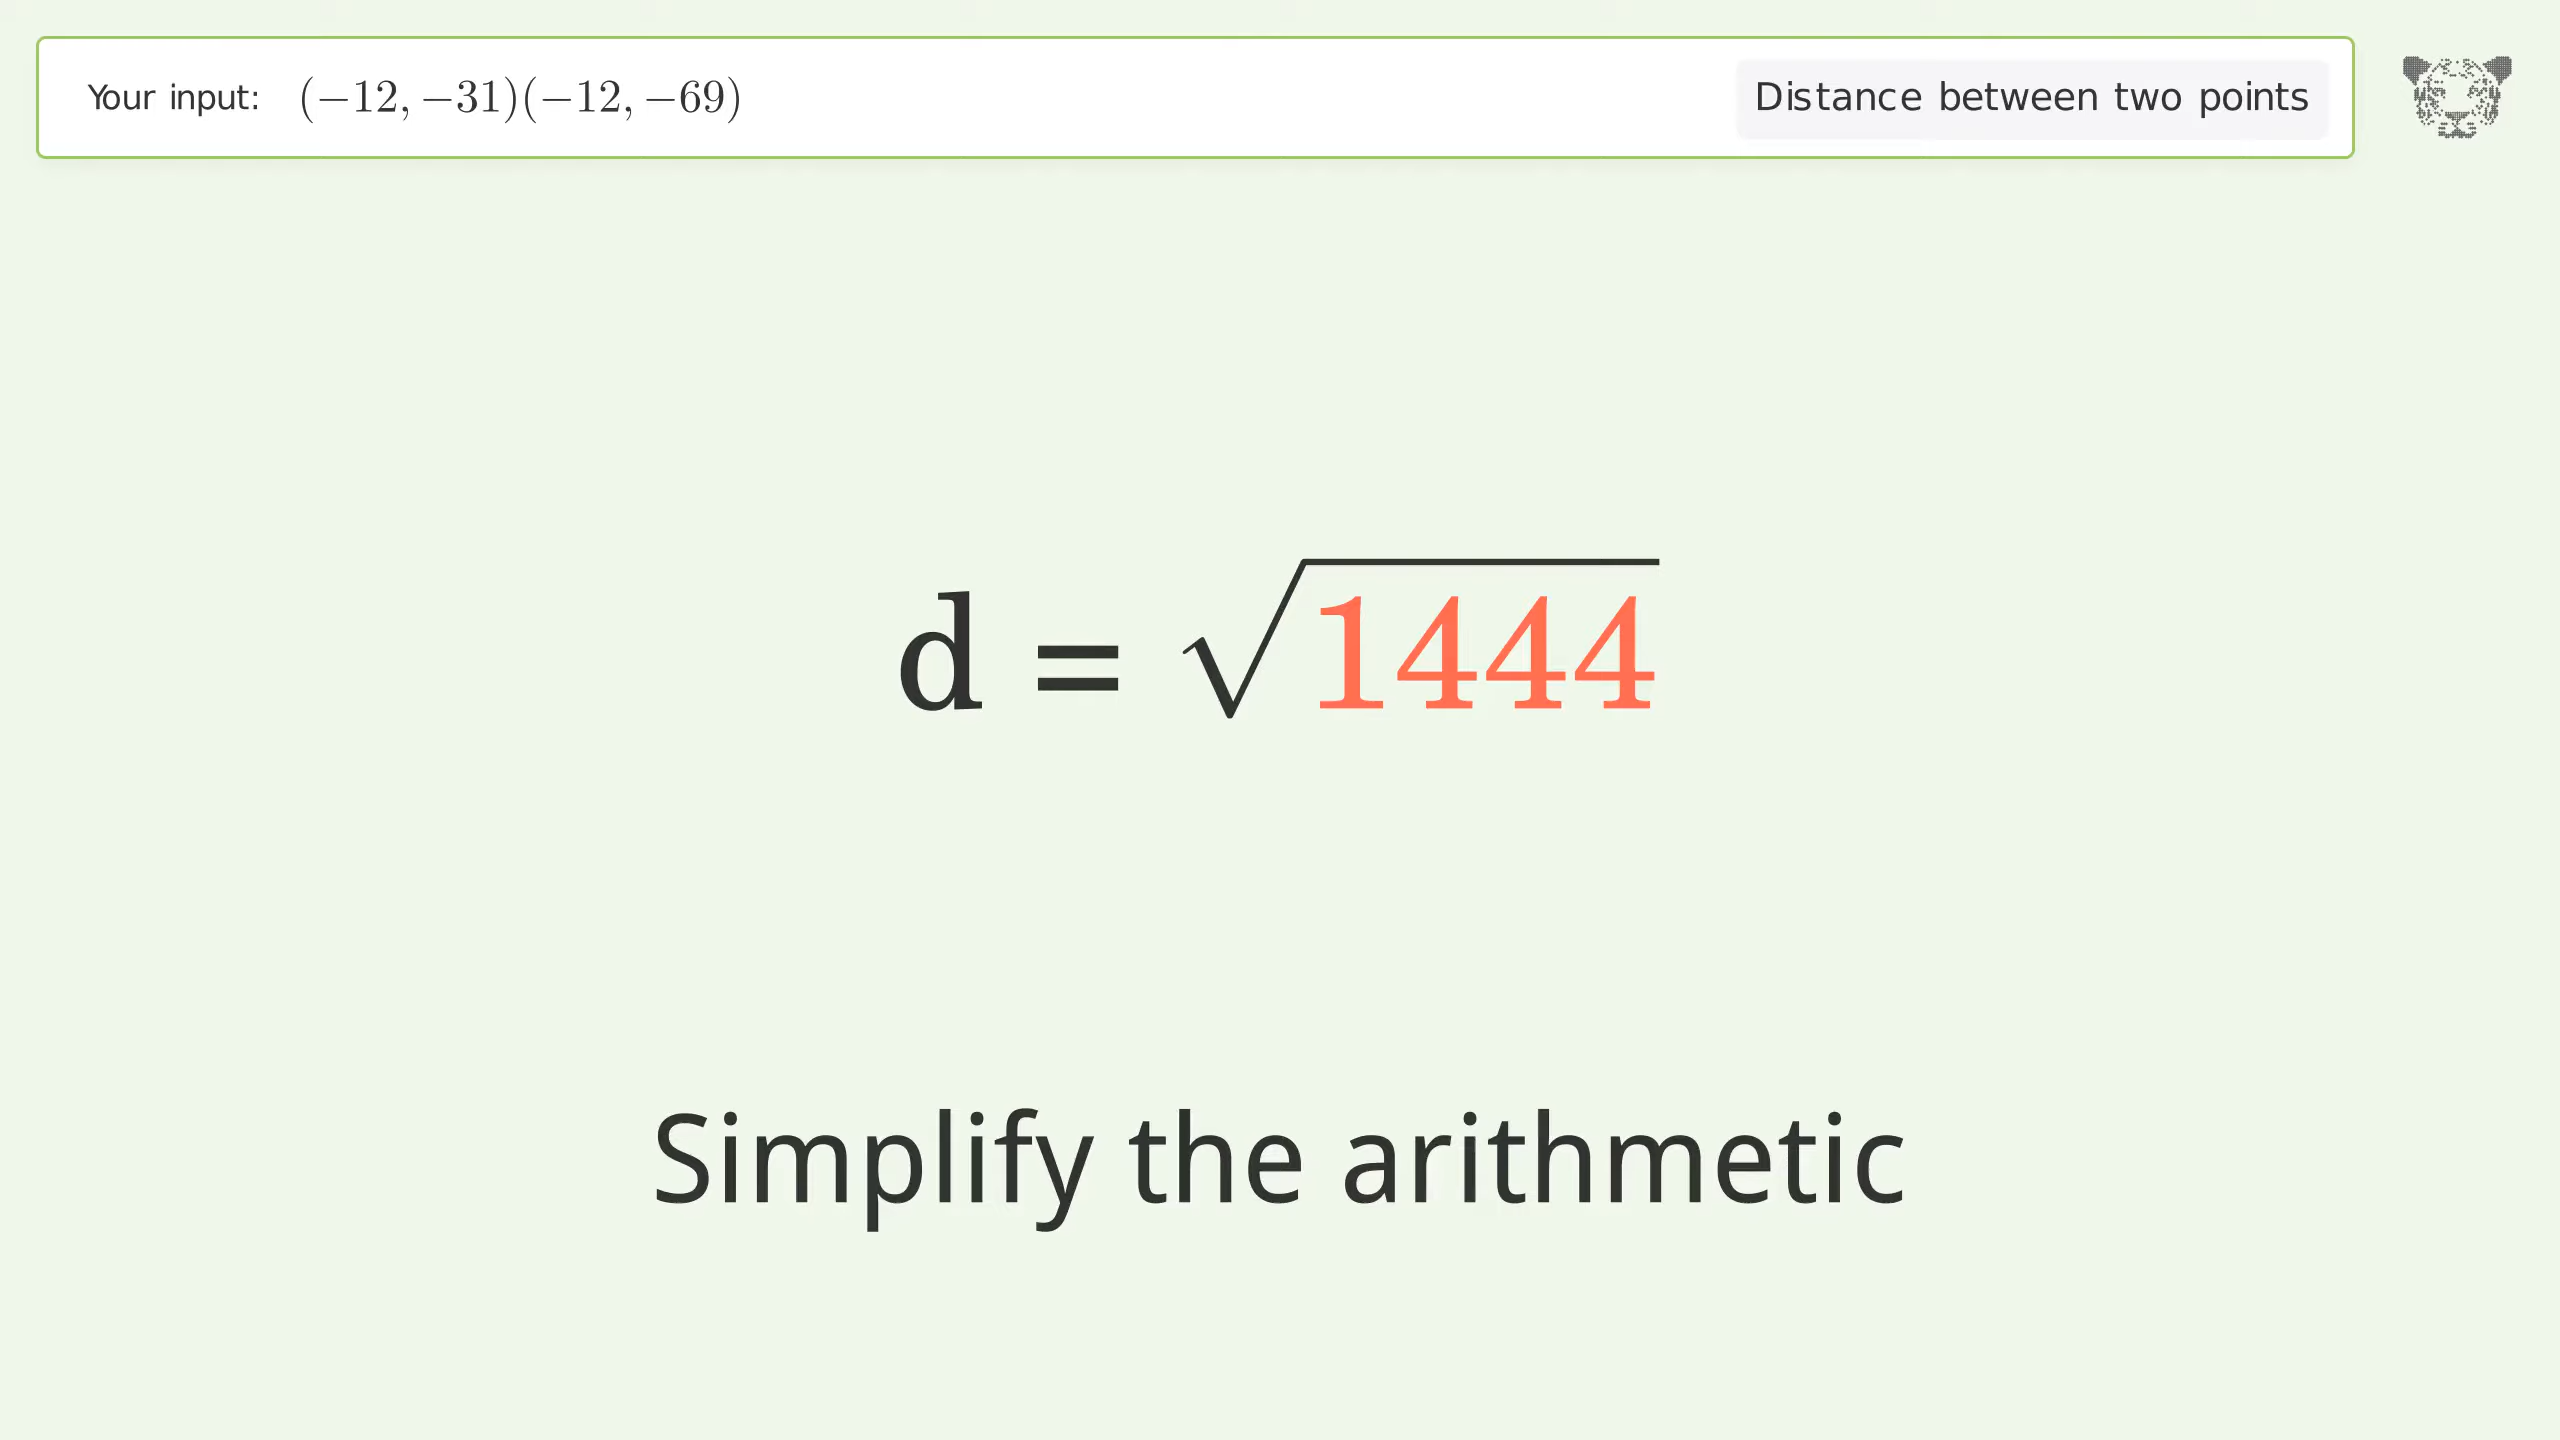 Your input: (−12, −31)(−12, −69)
Distance between two points
d = √1444
Simplify the arithmetic